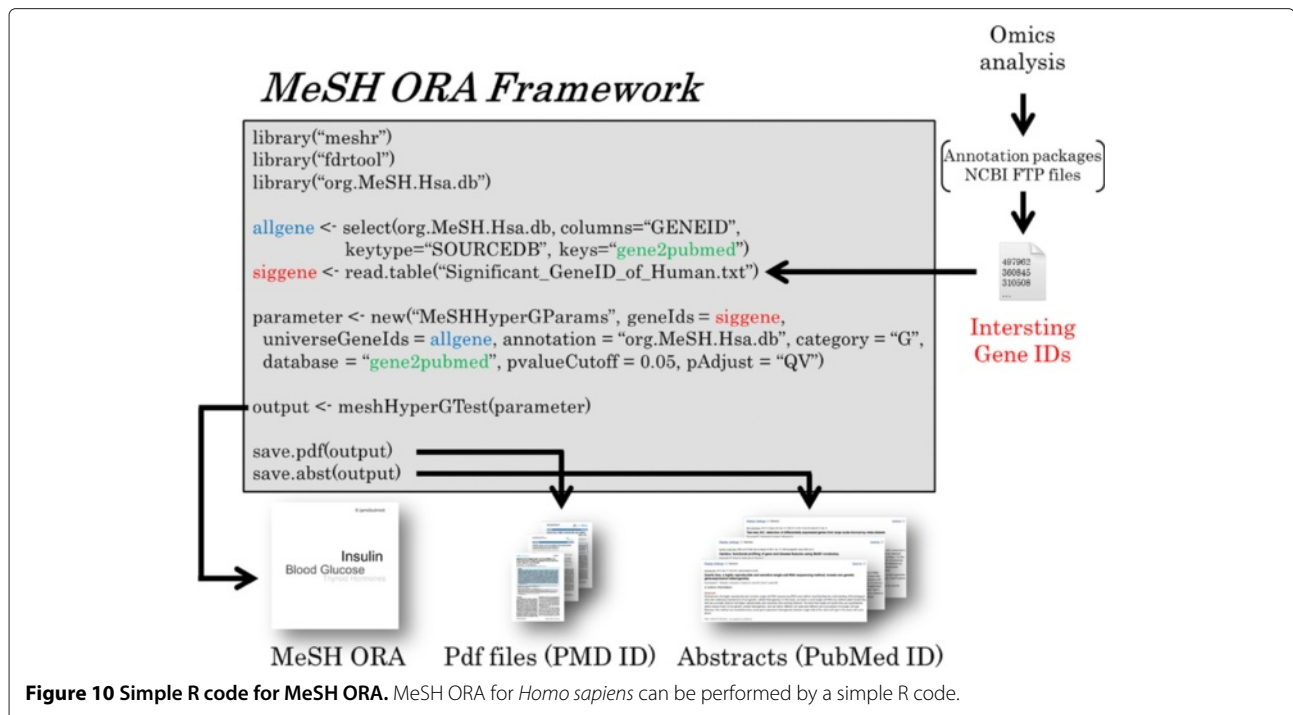 Omics
analysis
MeSH ORA Framework
Annotation packages
NCBI FTP files
library(“meshr”)
library(“fdrtool”)
library(“org.MeSH.Hsa.db”)
allgene <- select(org.MeSH.Hsa.db, columns=“GENEID”,
keytype=“SOURCEDB”, keys=“gene2pubmed”)
siggene <- read.table(“Significant_GeneID_of_Human.txt”)
497962
360845
310508
...
Intersting
Gene IDs
parameter <- new(“MeSHHyperGParams”, geneIds = siggene,
universeGeneIds = allgene, annotation = “org.MeSH.Hsa.db”, category = “G”,
database = “gene2pubmed”, pvalueCutoff = 0.05, pAdjust = “QV”)
output <- meshHyperGTest(parameter)
save.pdf(output)
save.abst(output)
Insulin
Blood Glucose
Thyroid Hormones
MeSH ORA
Pdf files (PMD ID)
Abstracts (PubMed ID)
Figure 10 Simple R code for MeSH ORA. MeSH ORA for Homo sapiens can be performed by a simple R code.